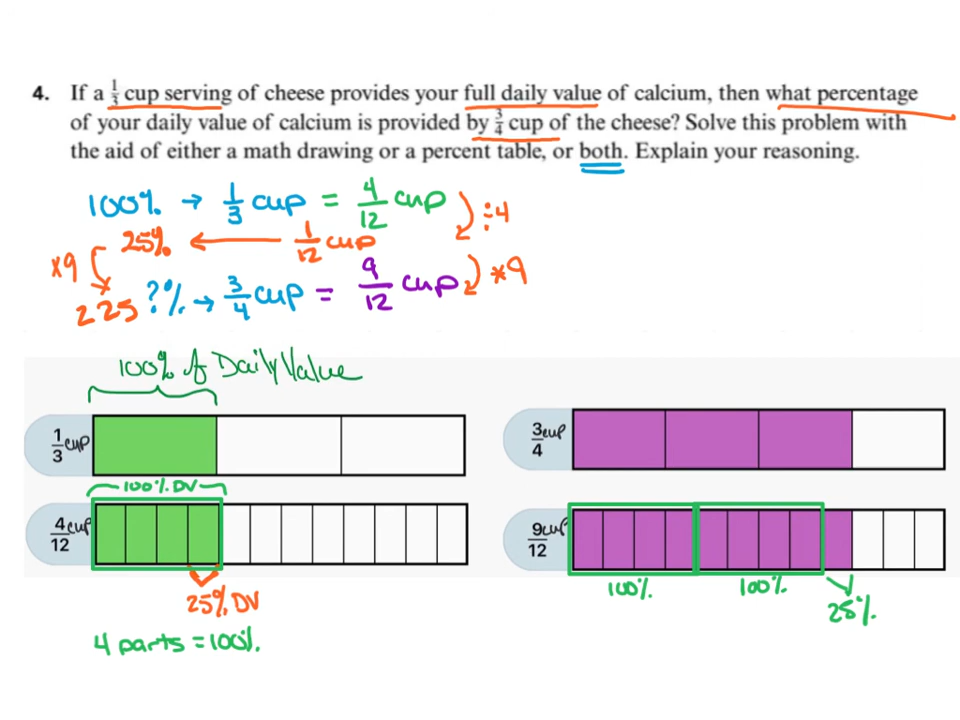 4. If a 1/3 cup serving of cheese provides your full daily value of calcium, then what percentage
of your daily value of calcium is provided by 3/4 cup of the cheese? Solve this problem with
the aid of either a math drawing or a percent table, or both. Explain your reasoning.
100% → 1/3 cup = 4/12 cup ÷4
25% ← 1/12 cup
×9
225 ?% → 3/4 cup = 9/12 cup *9
100% of Daily Value
1/3 cup
3/4 cup
100% DV
4/12 cup
9/12 cup
25% DV
100% 100% 25%
4 parts = 100%